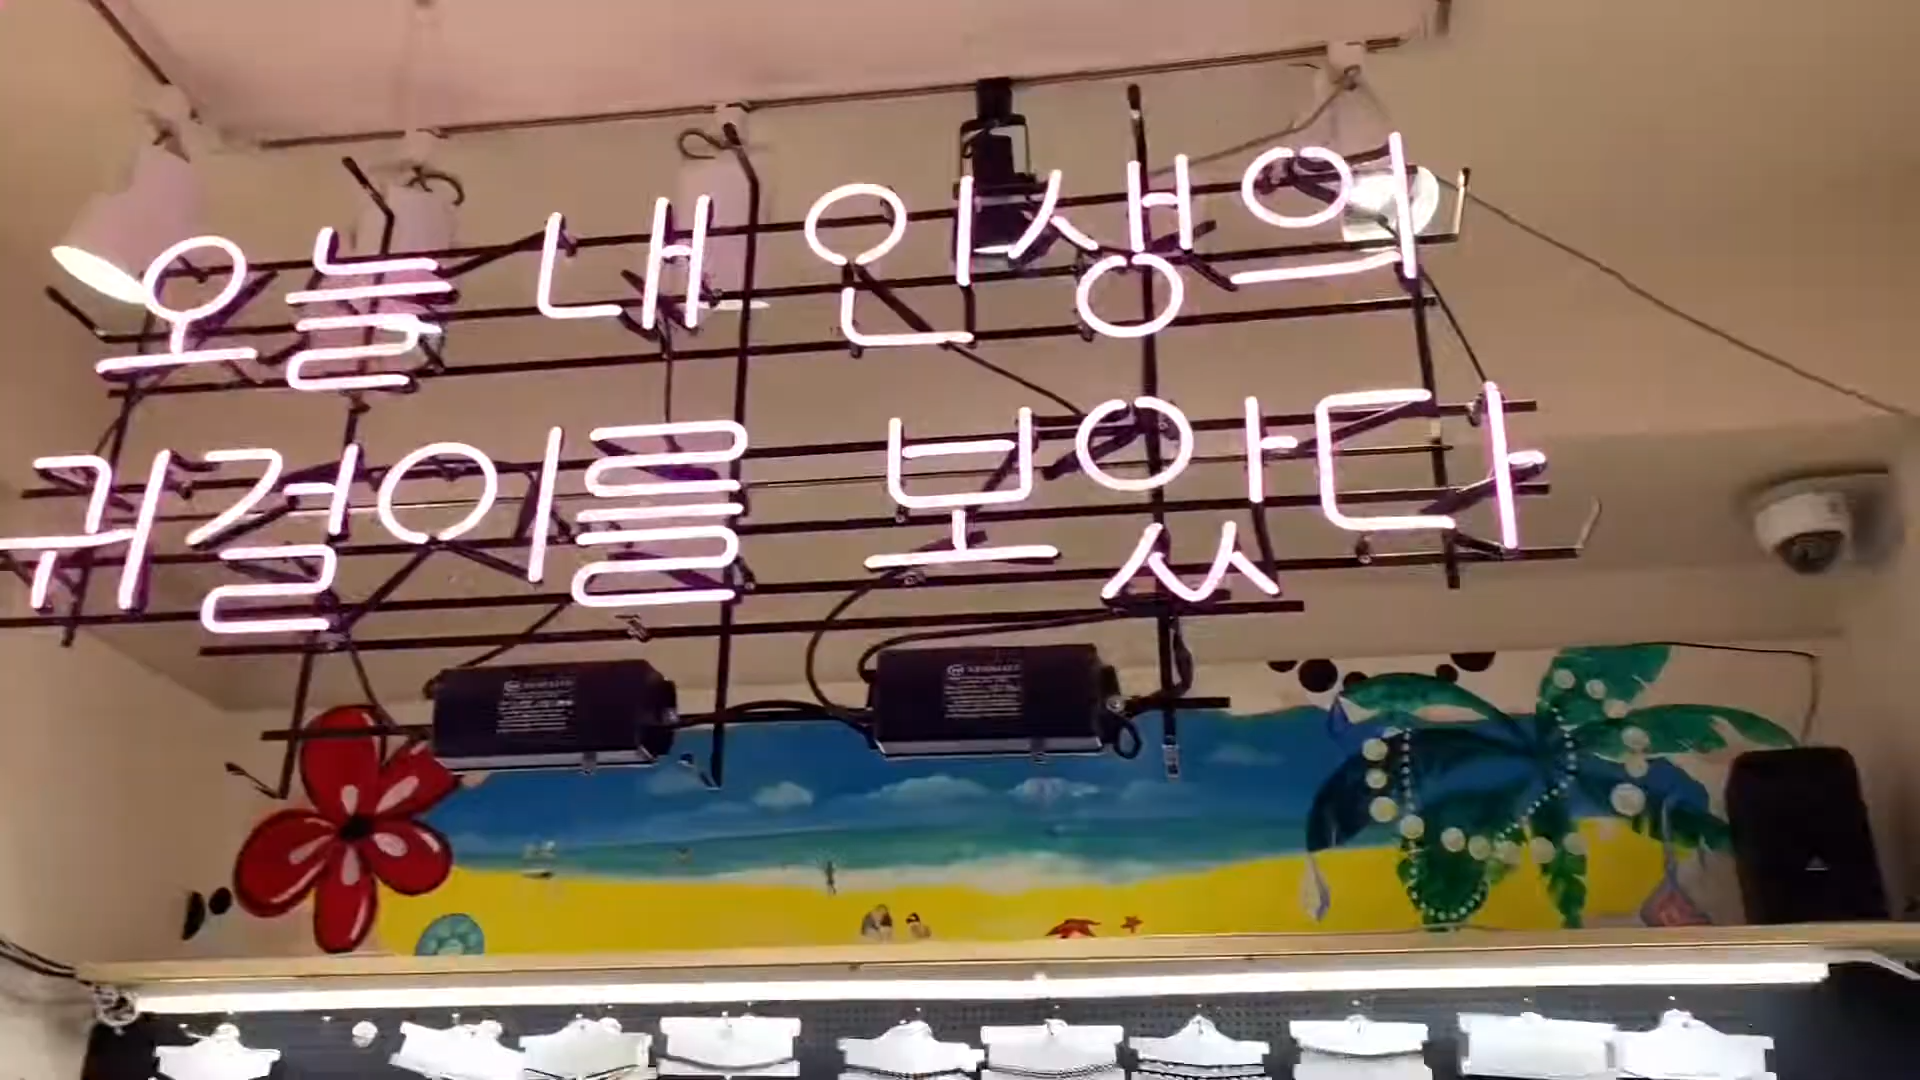 오늘 내 인생의
귀걸이를 보았다